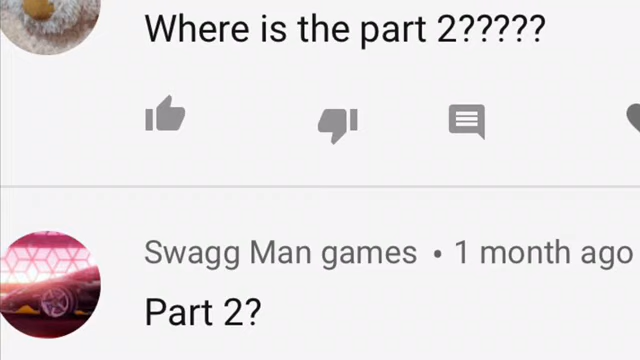 Where is the part 2?????
Swagg Man games • 1 month ago
Part 2?